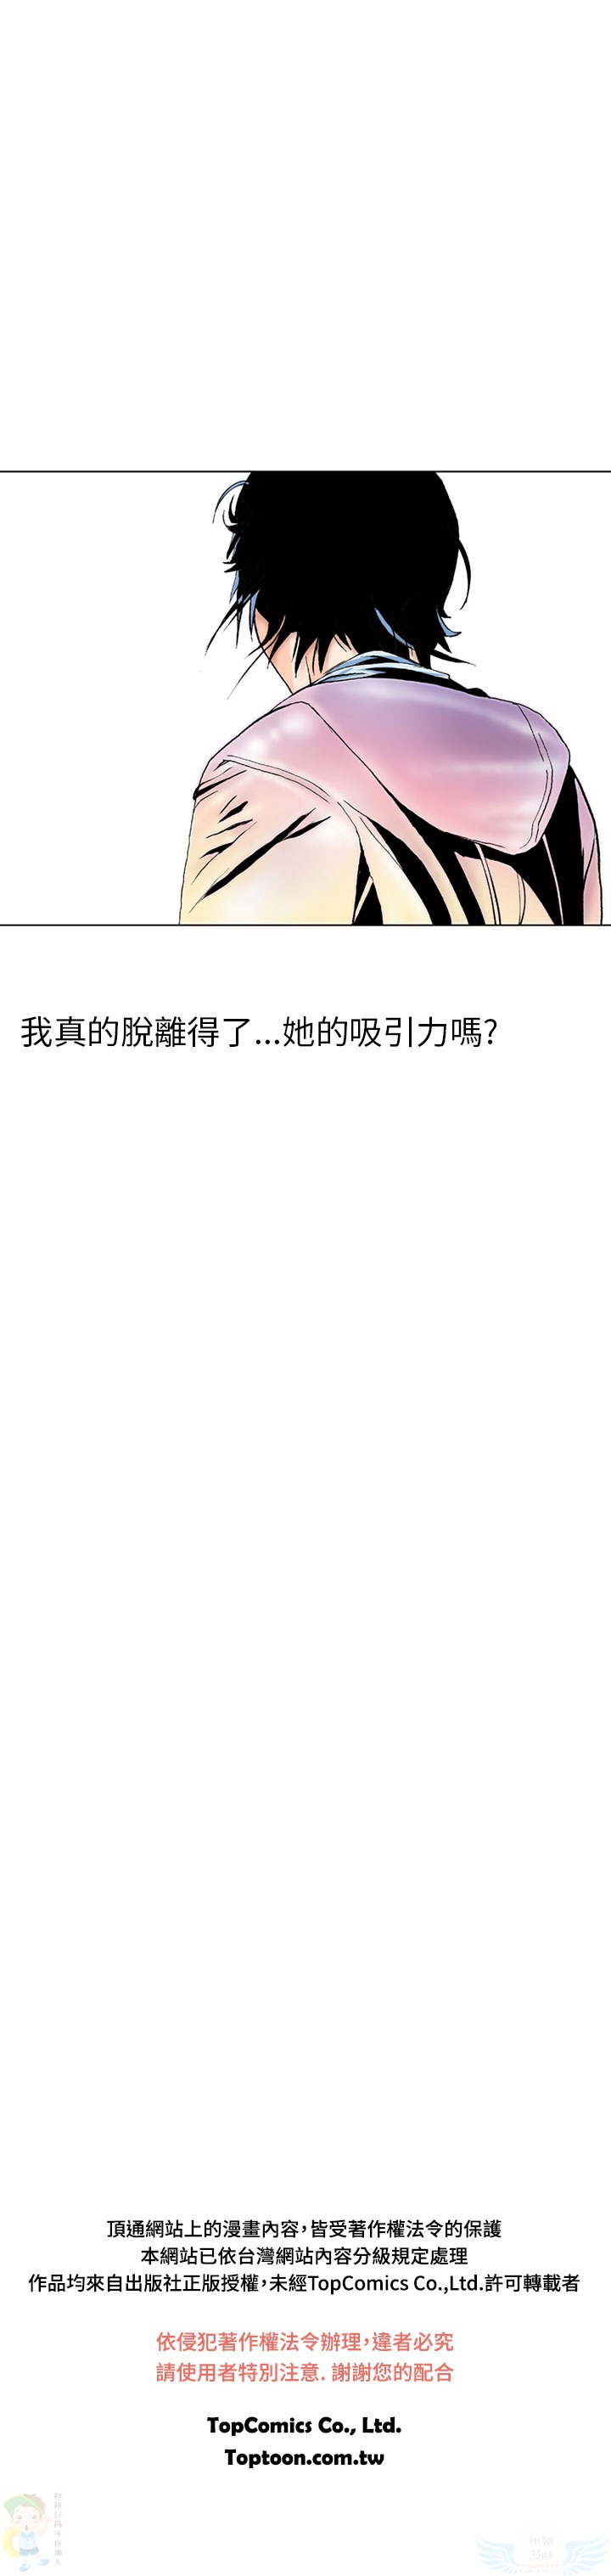 我真的脫離得了...她的吸引力嗎?
頂通網站上的漫畫內容，皆受著作權法令的保護
本網站已依台灣網站內容分級規定處理
作品均來自出版社正版授權，未經TopComics Co.,Ltd.許可轉載者
依侵犯著作權法令辦理，違者必究
請使用者特別注意. 謝謝您的配合
TopComics Co., Ltd.
Toptoon.com.tw